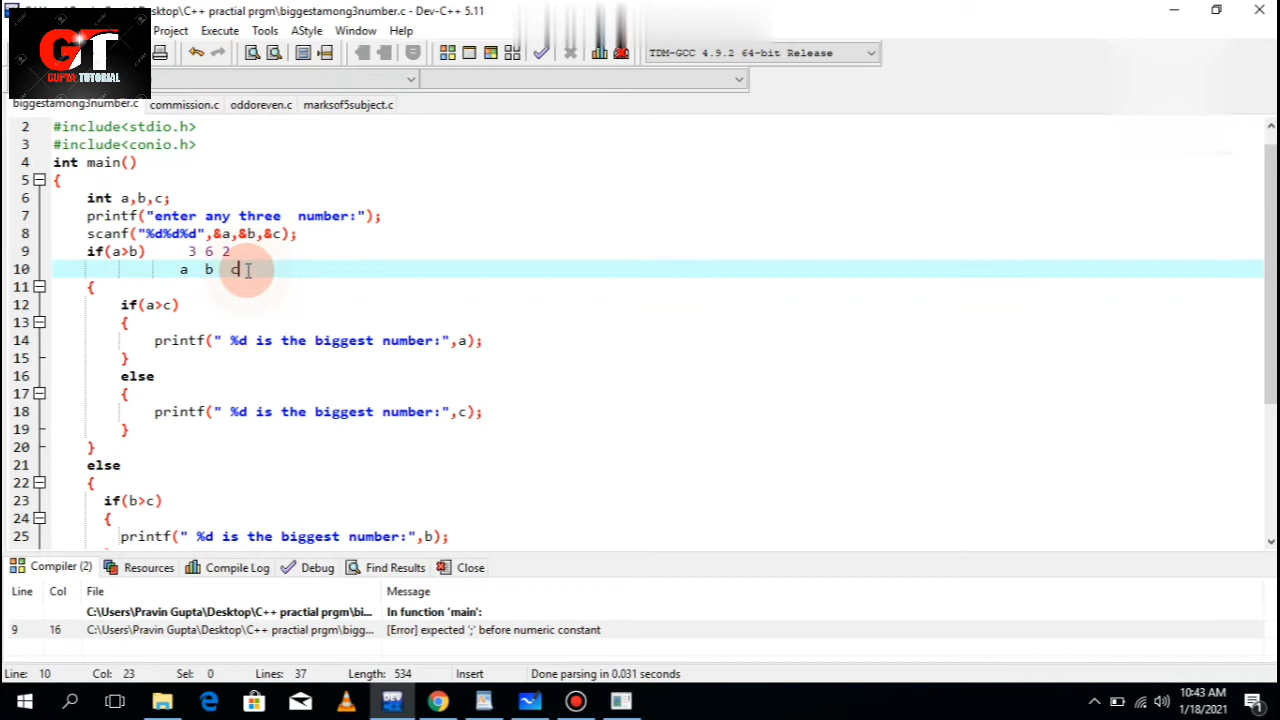 C:\Users\Pravin Gupta\Desktop\C++ practial prgm\biggestamong3number.c - Dev-C++ 5.11
GT
GUPTA TUTORIAL
Project Execute Tools AStyle Window Help
TDM-GCC 4.9.2 64-bit Release
biggestamong3number.c commission.c oddoreven.c marksof5subject.c
2 #include<stdio.h>
3 #include<conio.h>
4 int main()
5 {
6 int a,b,c;
7 printf("enter any three  number:");
8 scanf("%d%d%d",&a,&b,&c);
9 if(a>b)     3 6 2
10 a  b  c
11 {
12 if(a>c)
13 {
14 printf(" %d is the biggest number:",a);
15 }
16 else
17 {
18 printf(" %d is the biggest number:",c);
19 }
20 }
21 else
22 {
23 if(b>c)
24 {
25 printf(" %d is the biggest number:",b);
Compiler (2) Resources Compile Log Debug Find Results Close
Line Col File Message
C:\Users\Pravin Gupta\Desktop\C++ practial prgm\bi... In function 'main':
9 16 C:\Users\Pravin Gupta\Desktop\C++ practial prgm\bigg... [Error] expected ';' before numeric constant
Line: 10 Col: 23 Sel: 0 Lines: 37 Length: 534 Insert Done parsing in 0.031 seconds
DEV
10:43 AM
1/18/2021
1